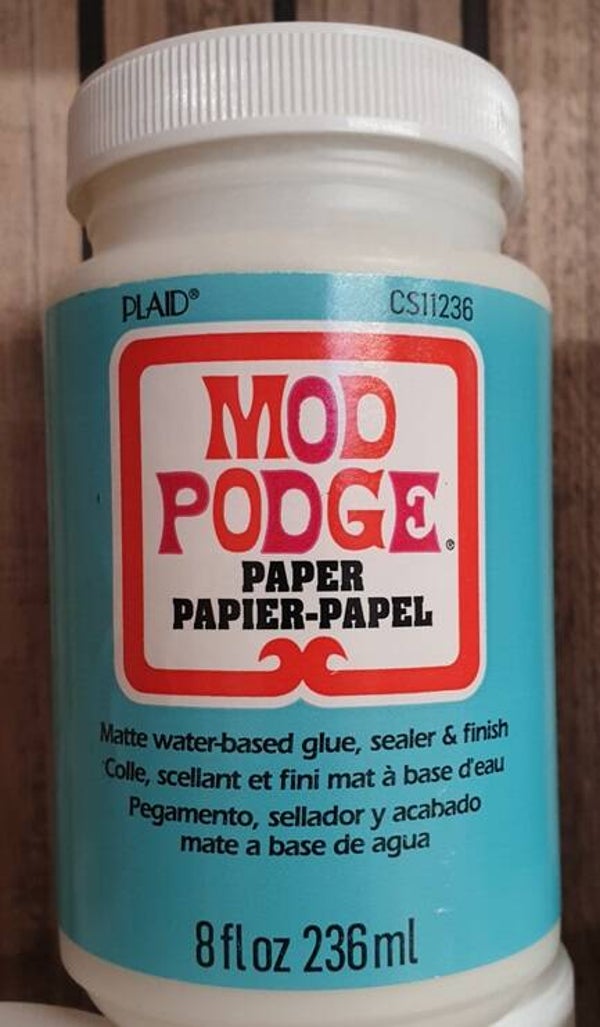 PLAID® CS11236
MOD
PODGE®
PAPER
PAPIER-PAPEL
Matte water-based glue, sealer & finish
Colle, scellant et fini mat à base d'eau
Pegamento, sellador y acabado
mate a base de agua
8 fl oz 236 ml